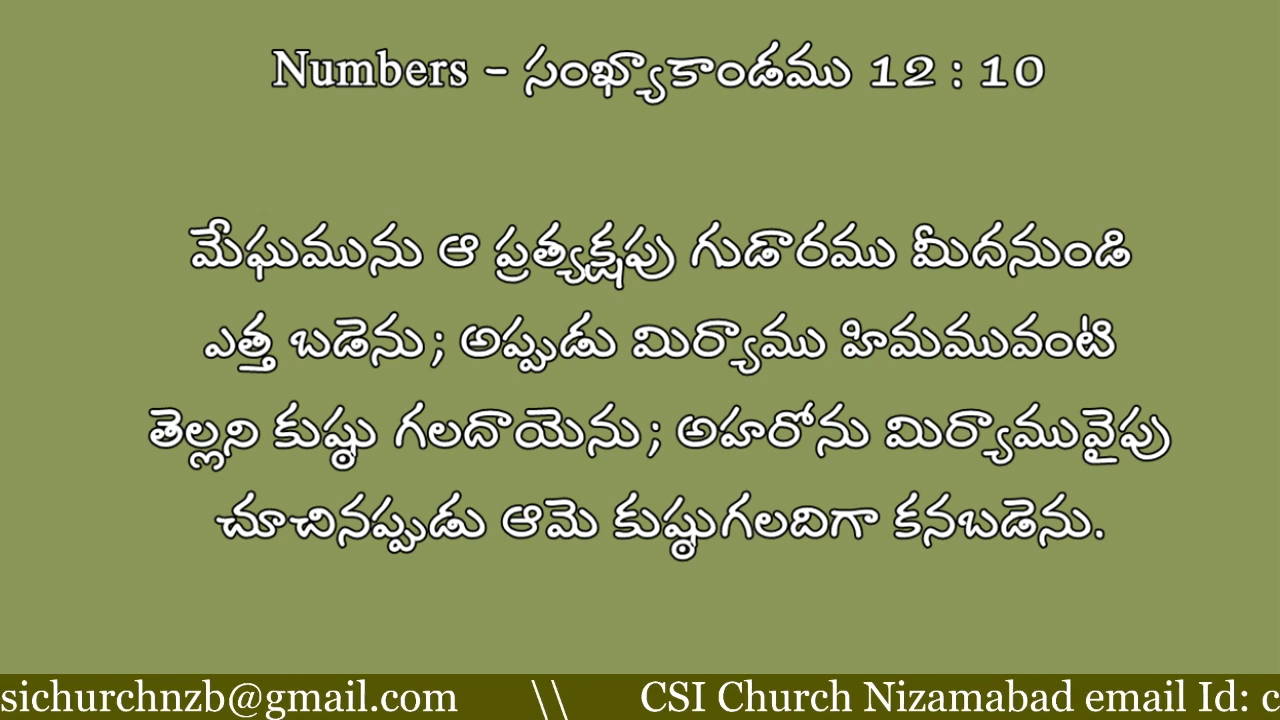 Numbers - సంఖ్యాకాండము 12 : 10
మేఘమును ఆ ప్రత్యక్షపు గుడారము మీదనుండి
ఎత్త బడెను; అప్పుడు మిర్యాము హిమమువంటి
తెల్లని కుష్ఠు గలదాయెను; అహరోను మిర్యామువైపు
చూచినప్పుడు ఆమె కుష్ఠుగలదిగా కనబడెను.
sichurchnzb@gmail.com \\ CSI Church Nizamabad email Id: c